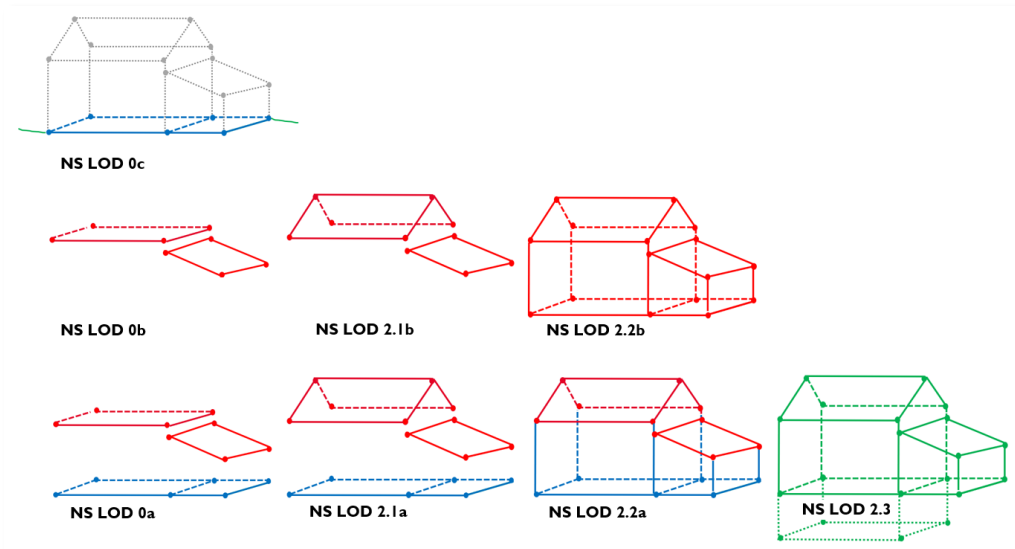 NS LOD 0c
NS LOD 0b
NS LOD 2.1b
NS LOD 2.2b
NS LOD 0a
NS LOD 2.1a
NS LOD 2.2a
NS LOD 2.3